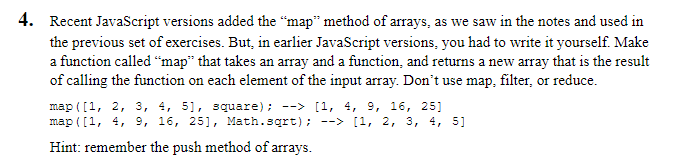 4. Recent JavaScript versions added the “map” method of arrays, as we saw in the notes and used in
the previous set of exercises. But, in earlier JavaScript versions, you had to write it yourself. Make
a function called “map” that takes an array and a function, and returns a new array that is the result
of calling the function on each element of the input array. Don’t use map, filter, or reduce.
map([1, 2, 3, 4, 5], square); --> [1, 4, 9, 16, 25]
map([1, 4, 9, 16, 25], Math.sqrt); --> [1, 2, 3, 4, 5]
Hint: remember the push method of arrays.